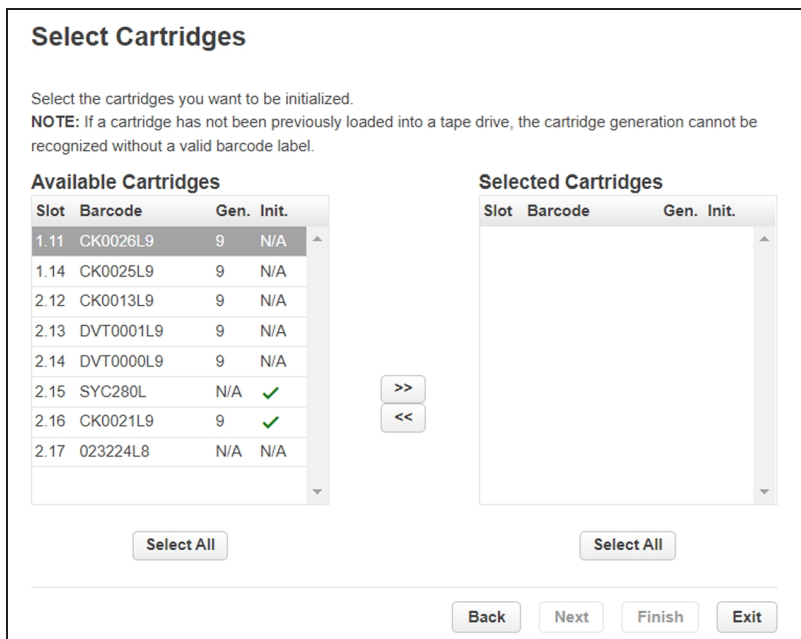 Select Cartridges
Select the cartridges you want to be initialized.
NOTE: If a cartridge has not been previously loaded into a tape drive, the cartridge generation cannot be
recognized without a valid barcode label.
Available Cartridges
Slot Barcode Gen. Init.
1.11 CK0026L9 9 N/A
1.14 CK0025L9 9 N/A
2.12 CK0013L9 9 N/A
2.13 DVT0001L9 9 N/A
2.14 DVT0000L9 9 N/A
2.15 SYC280L N/A ✓
2.16 CK0021L9 9 ✓
2.17 023224L8 N/A N/A
Select All
>>
<<
Selected Cartridges
Slot Barcode Gen. Init.
Select All
Back Next Finish Exit